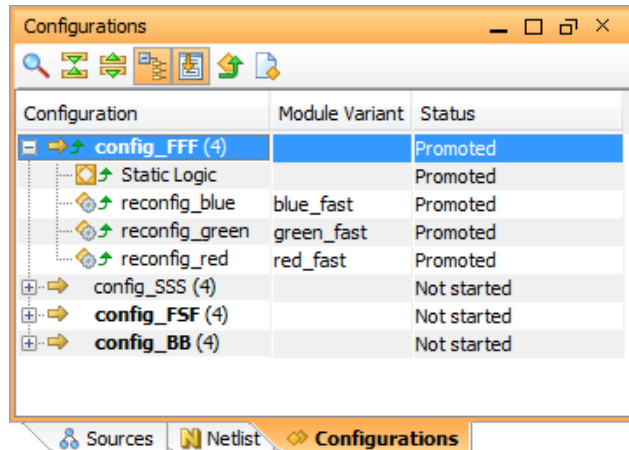 Configurations
Configuration Module Variant Status
config_FFF (4) Promoted
Static Logic Promoted
reconfig_blue blue_fast Promoted
reconfig_green green_fast Promoted
reconfig_red red_fast Promoted
config_SSS (4) Not started
config_FSF (4) Not started
config_BB (4) Not started
Sources Netlist Configurations